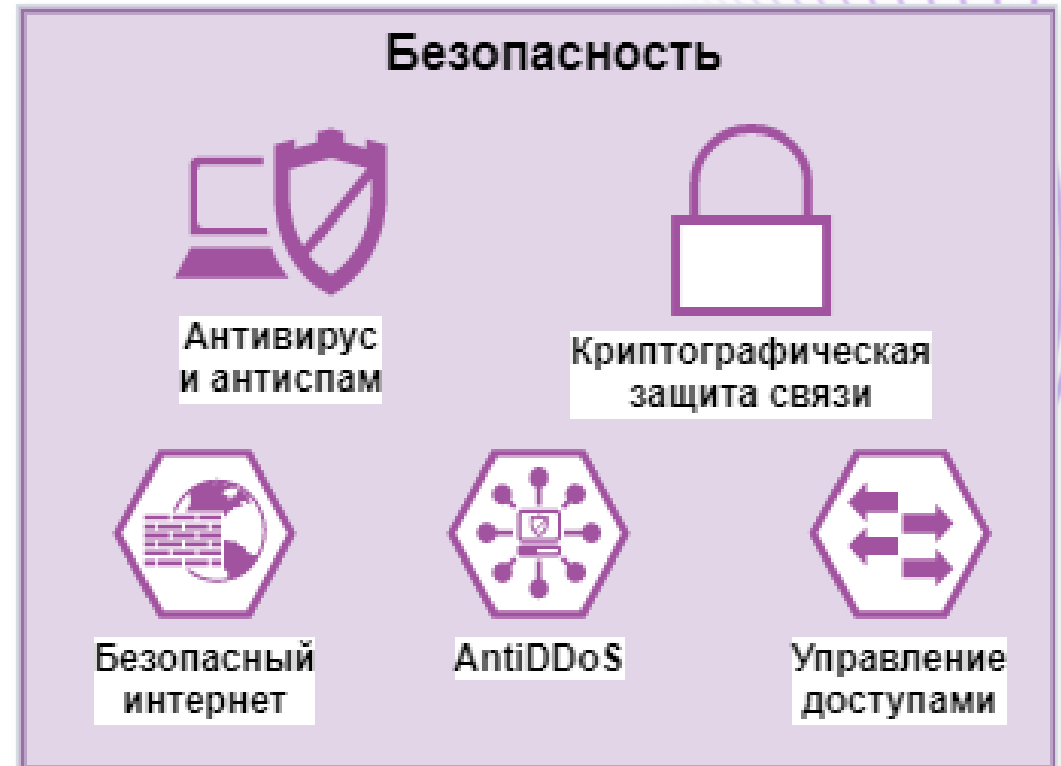 Безопасность
Антивирус
и антиспам
Криптографическая
защита связи
Безопасный
интернет
AntiDDoS
Управление
доступами